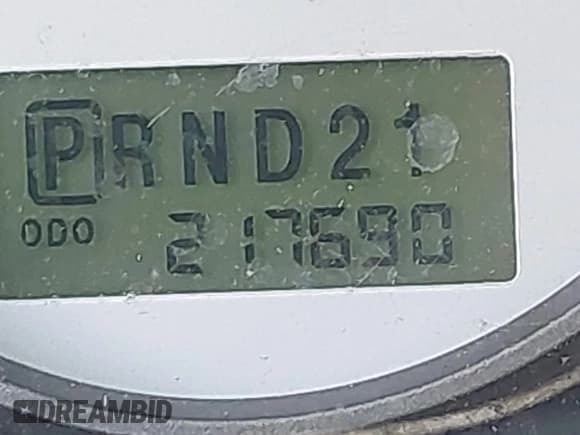 PRND21
ODO 217690
DREAMBID